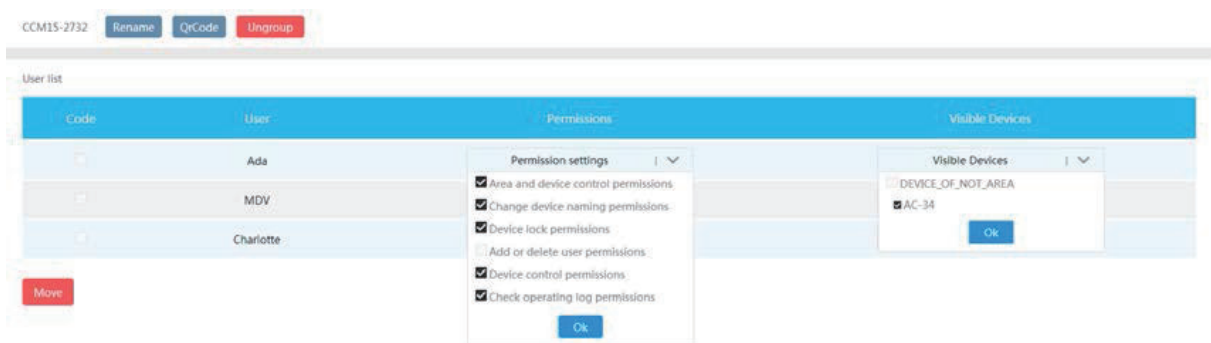 CCM15-2732 Rename QrCode Ungroup
User list
Code User Permissions Visible Devices
Ada Permission settings Visible Devices
Area and device control permissions DEVICE_OF_NOT_AREA
MDV Change device naming permissions AC-34
Device lock permissions Ok
Charlotte Add or delete user permissions
Device control permissions
Move Check operating log permissions
Ok